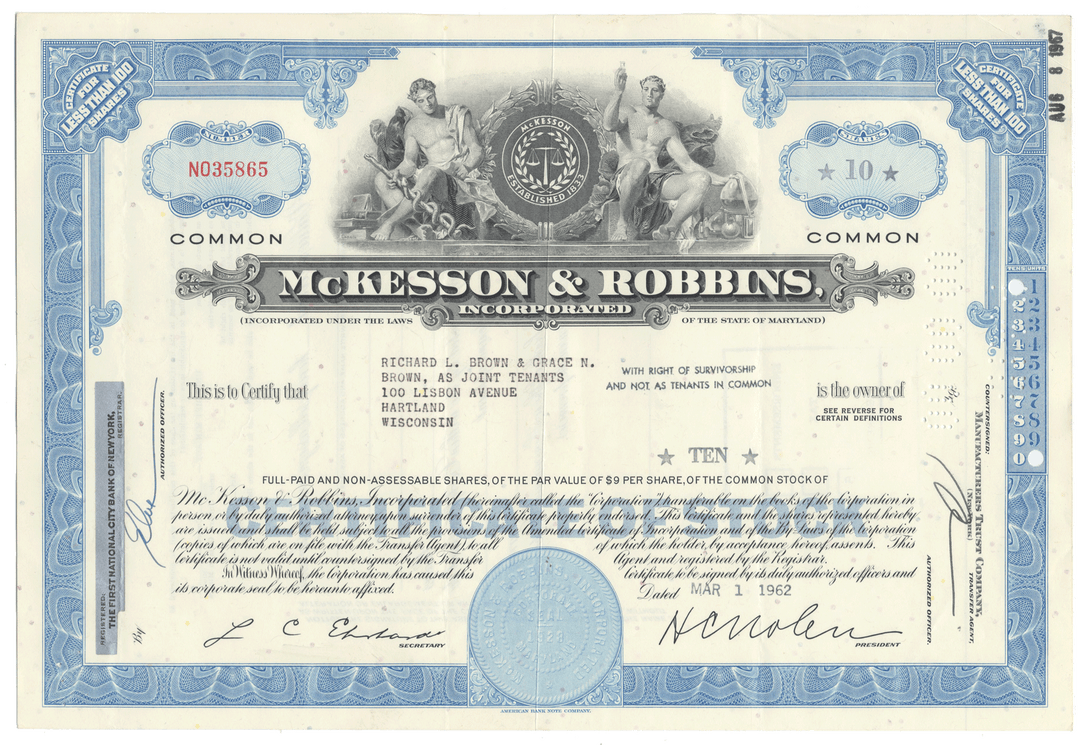 CERTIFICATE
FOR
LESS THAN 100
SHARES
CERTIFICATE
FOR
LESS THAN 100
SHARES
AUG 8 1967
NUMBER
NO35865
COMMON
McKESSON
ESTABLISHED 1833
SHARES
★ 10 ★
COMMON
McKESSON & ROBBINS,
INCORPORATED
(INCORPORATED UNDER THE LAWS
OF THE STATE OF MARYLAND)
This is to Certify that
RICHARD L. BROWN & GRACE N.
BROWN, AS JOINT TENANTS
100 LISBON AVENUE
HARTLAND
WISCONSIN
WITH RIGHT OF SURVIVORSHIP
AND NOT AS TENANTS IN COMMON
is the owner of
SEE REVERSE FOR
CERTAIN DEFINITIONS
★ TEN ★
FULL-PAID AND NON-ASSESSABLE SHARES, OF THE PAR VALUE OF $9 PER SHARE, OF THE COMMON STOCK OF
CERTIFICATE OF STOCK
McKesson & Robbins, Incorporated (hereinafter called the "Corporation") transferable on the books of the Corporation in
person or by duly authorized attorney upon surrender of this Certificate properly endorsed. This Certificate and the shares represented hereby
are issued and shall be held subject to all the provisions of the Certificate of Incorporation and of the By-Laws of the Corporation
(copies of which are on file with the Transfer Agent), to all of which the holder, by acceptance hereof, assents. This
Certificate is not valid until countersigned by the Transfer Agent and registered by the Registrar.
In Witness Whereof, the Corporation has caused this Certificate to be signed by its duly authorized officers and
its corporate seal to be hereunto affixed.
Dated MAR 1 1962
SECRETARY
H C Nolen
PRESIDENT
REGISTERED:
THE FIRST NATIONAL CITY BANK OF NEW YORK,
REGISTRAR,
By
AUTHORIZED OFFICER.
COUNTERSIGNED:
MANUFACTURERS TRUST COMPANY,
(NEW YORK)
TRANSFER AGENT,
By
AUTHORIZED OFFICER.
TENS UNITS
1
2 2
3 3
4 4
5 5
6 6
7 7
8 8
9 9
0
AMERICAN BANK NOTE COMPANY.